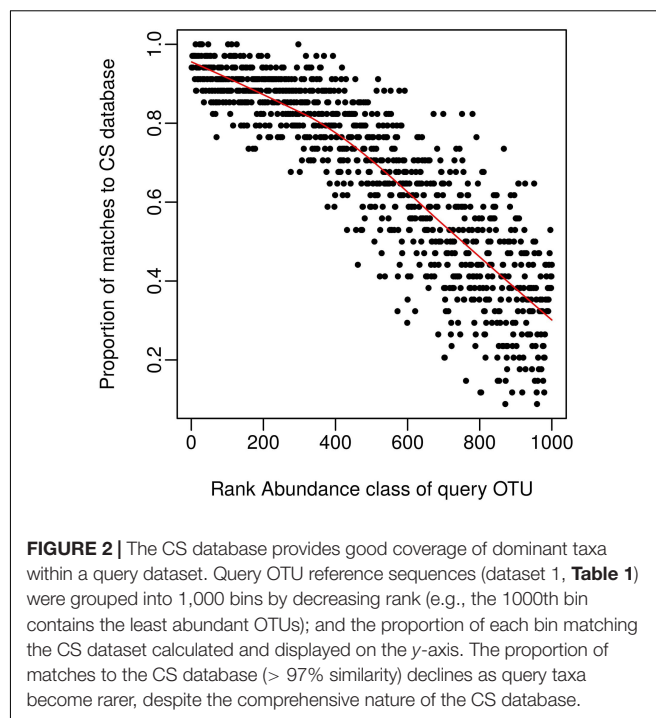 Proportion of matches to CS database
1.0
0.8
0.6
0.4
0.2
0 200 400 600 800 1000
Rank Abundance class of query OTU
FIGURE 2 | The CS database provides good coverage of dominant taxa
within a query dataset. Query OTU reference sequences (dataset 1, Table 1)
were grouped into 1,000 bins by decreasing rank (e.g., the 1000th bin
contains the least abundant OTUs); and the proportion of each bin matching
the CS dataset calculated and displayed on the y-axis. The proportion of
matches to the CS database (> 97% similarity) declines as query taxa
become rarer, despite the comprehensive nature of the CS database.